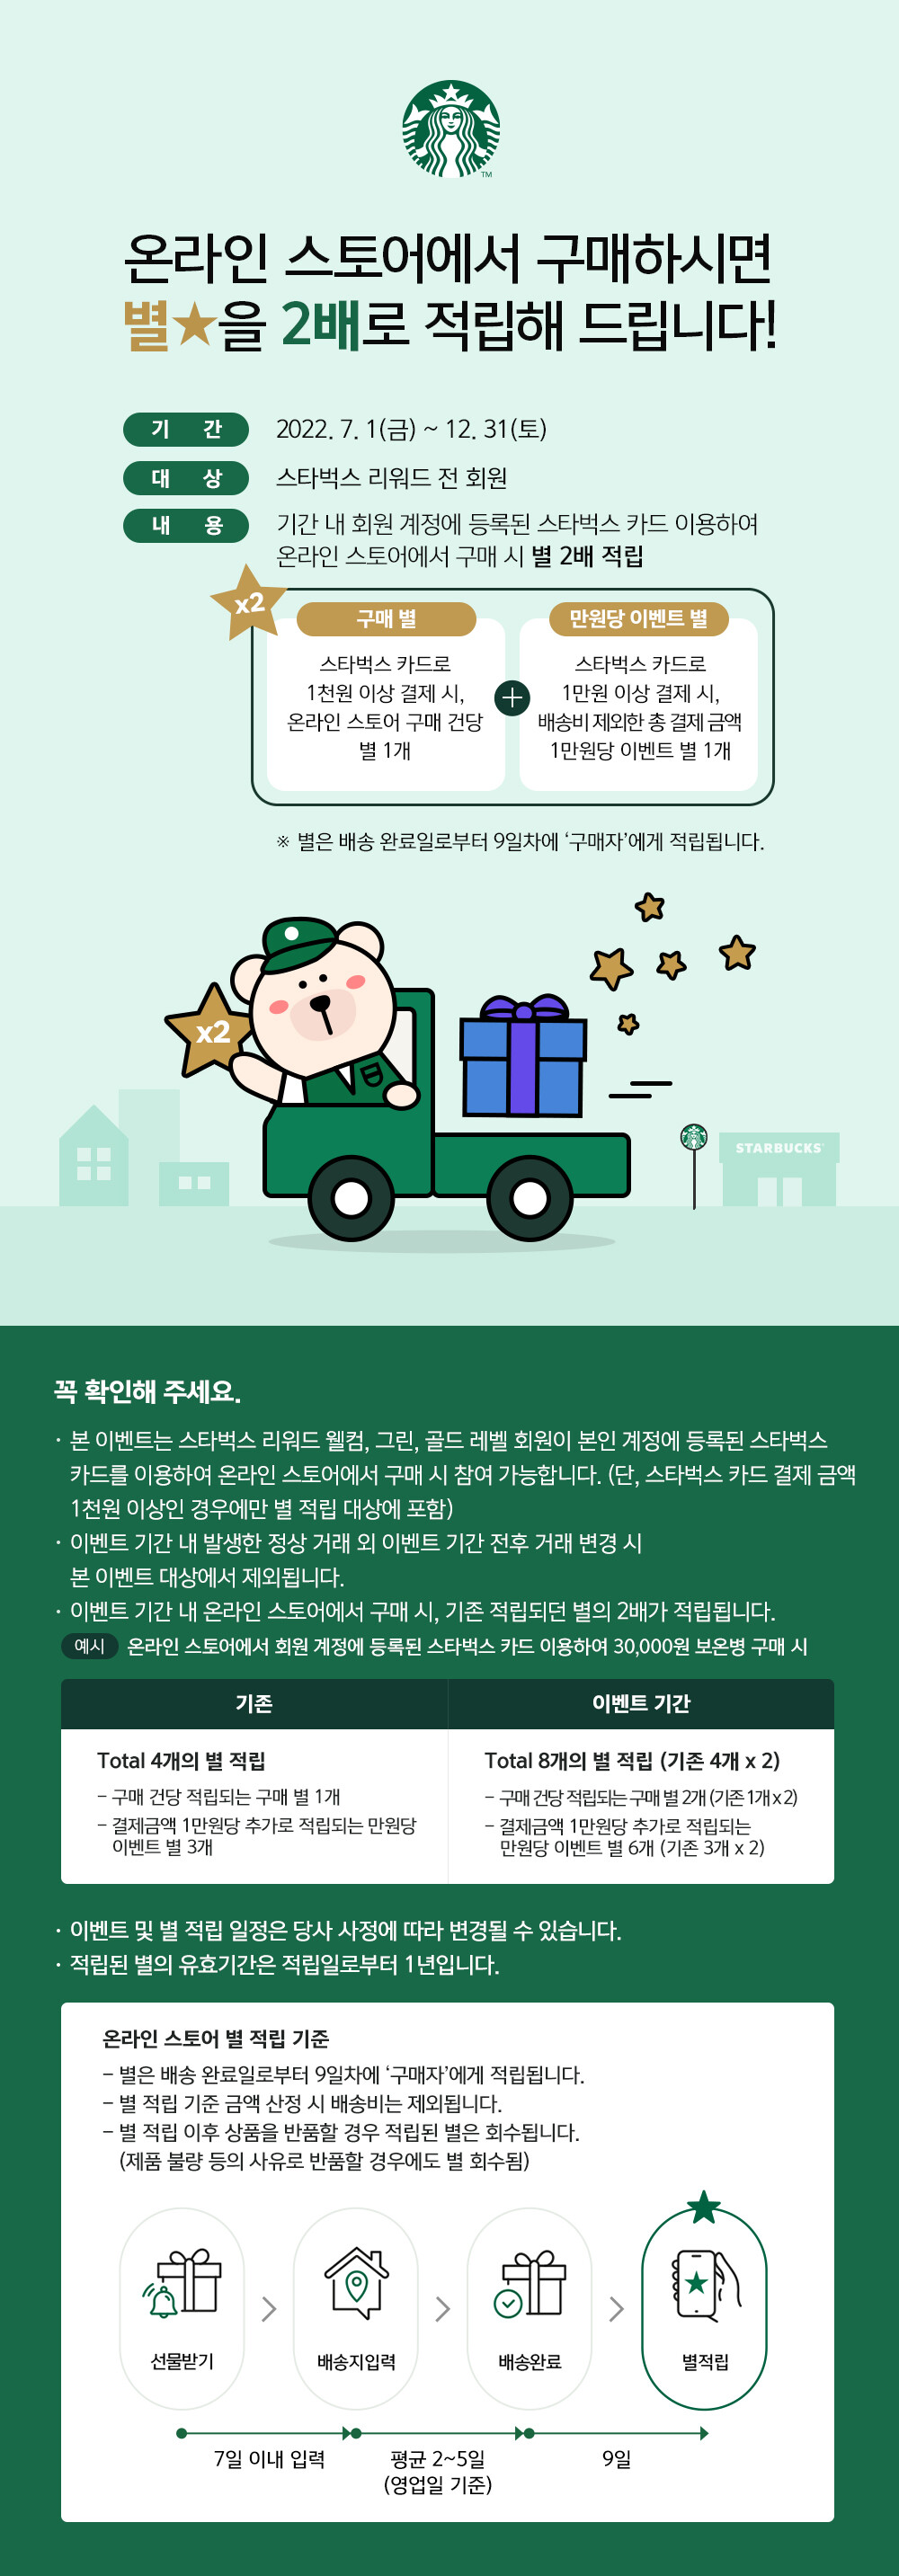 TM
온라인 스토어에서 구매하시면
별★을 2배로 적립해 드립니다!
기 간
2022. 7. 1(금) ~ 12. 31(토)
대 상
스타벅스 리워드 전 회원
내 용
기간 내 회원 계정에 등록된 스타벅스 카드 이용하여
온라인 스토어에서 구매 시 별 2배 적립
x2
구매 별
스타벅스 카드로
1천원 이상 결제 시,
온라인 스토어 구매 건당
별 1개
+
만원당 이벤트 별
스타벅스 카드로
1만원 이상 결제 시,
배송비 제외한 총 결제 금액
1만원당 이벤트 별 1개
※ 별은 배송 완료일로부터 9일차에 ‘구매자’에게 적립됩니다.
x2
STARBUCKS
꼭 확인해 주세요.
· 본 이벤트는 스타벅스 리워드 웰컴, 그린, 골드 레벨 회원이 본인 계정에 등록된 스타벅스
카드를 이용하여 온라인 스토어에서 구매 시 참여 가능합니다. (단, 스타벅스 카드 결제 금액
1천원 이상인 경우에만 별 적립 대상에 포함)
· 이벤트 기간 내 발생한 정상 거래 외 이벤트 기간 전후 거래 변경 시
본 이벤트 대상에서 제외됩니다.
· 이벤트 기간 내 온라인 스토어에서 구매 시, 기존 적립되던 별의 2배가 적립됩니다.
예시 온라인 스토어에서 회원 계정에 등록된 스타벅스 카드 이용하여 30,000원 보온병 구매 시
기존
Total 4개의 별 적립
- 구매 건당 적립되는 구매 별 1개
- 결제금액 1만원당 추가로 적립되는 만원당
이벤트 별 3개
이벤트 기간
Total 8개의 별 적립 (기존 4개 x 2)
- 구매 건당 적립되는 구매 별 2개 (기존 1개 x 2)
- 결제금액 1만원당 추가로 적립되는
만원당 이벤트 별 6개 (기존 3개 x 2)
· 이벤트 및 별 적립 일정은 당사 사정에 따라 변경될 수 있습니다.
· 적립된 별의 유효기간은 적립일로부터 1년입니다.
온라인 스토어 별 적립 기준
- 별은 배송 완료일로부터 9일차에 ‘구매자’에게 적립됩니다.
- 별 적립 기준 금액 산정 시 배송비는 제외됩니다.
- 별 적립 이후 상품을 반품할 경우 적립된 별은 회수됩니다.
(제품 불량 등의 사유로 반품할 경우에도 별 회수됨)
선물받기
배송지입력
배송완료
별적립
7일 이내 입력
평균 2~5일
(영업일 기준)
9일